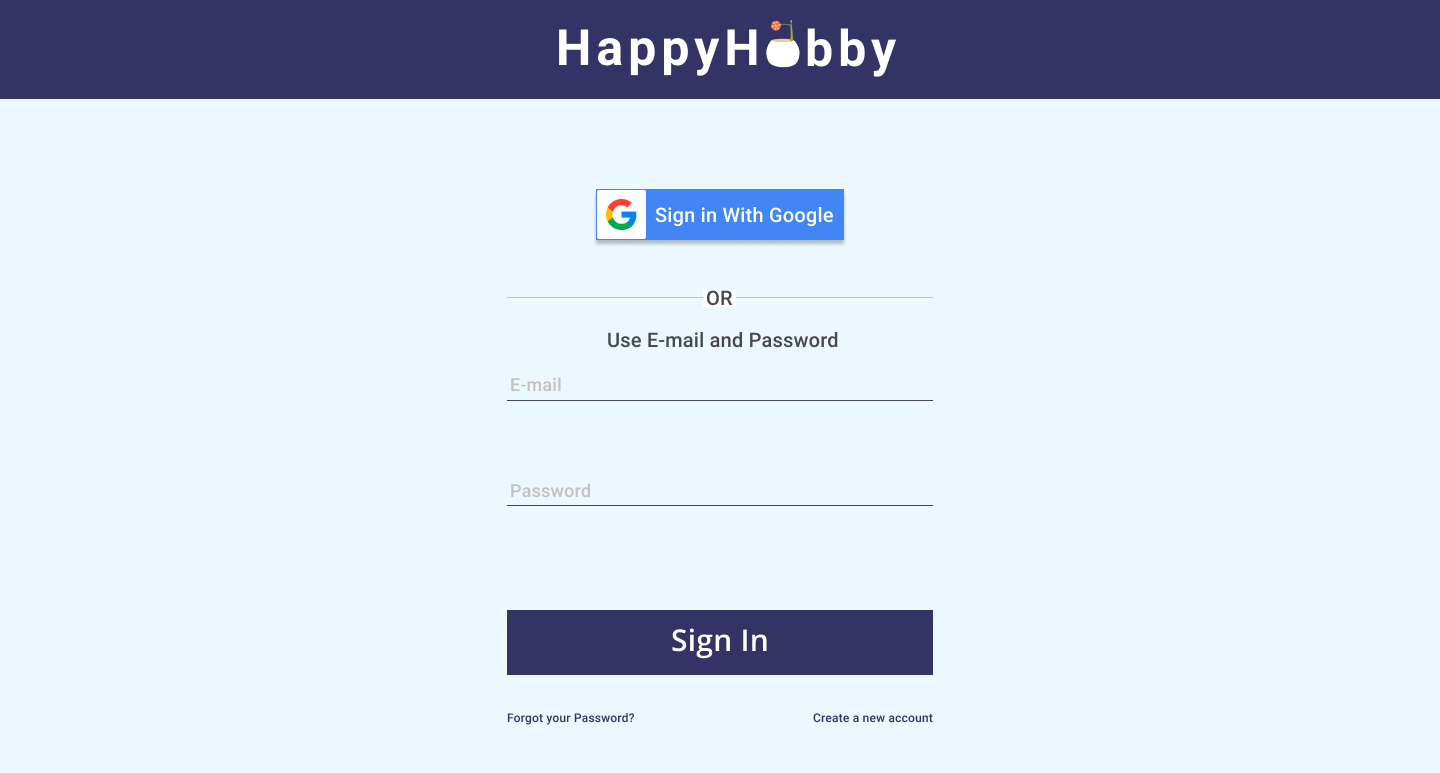 HappyHobby
Sign in With Google
OR
Use E-mail and Password
E-mail
Password
Sign In
Forgot your Password? Create a new account